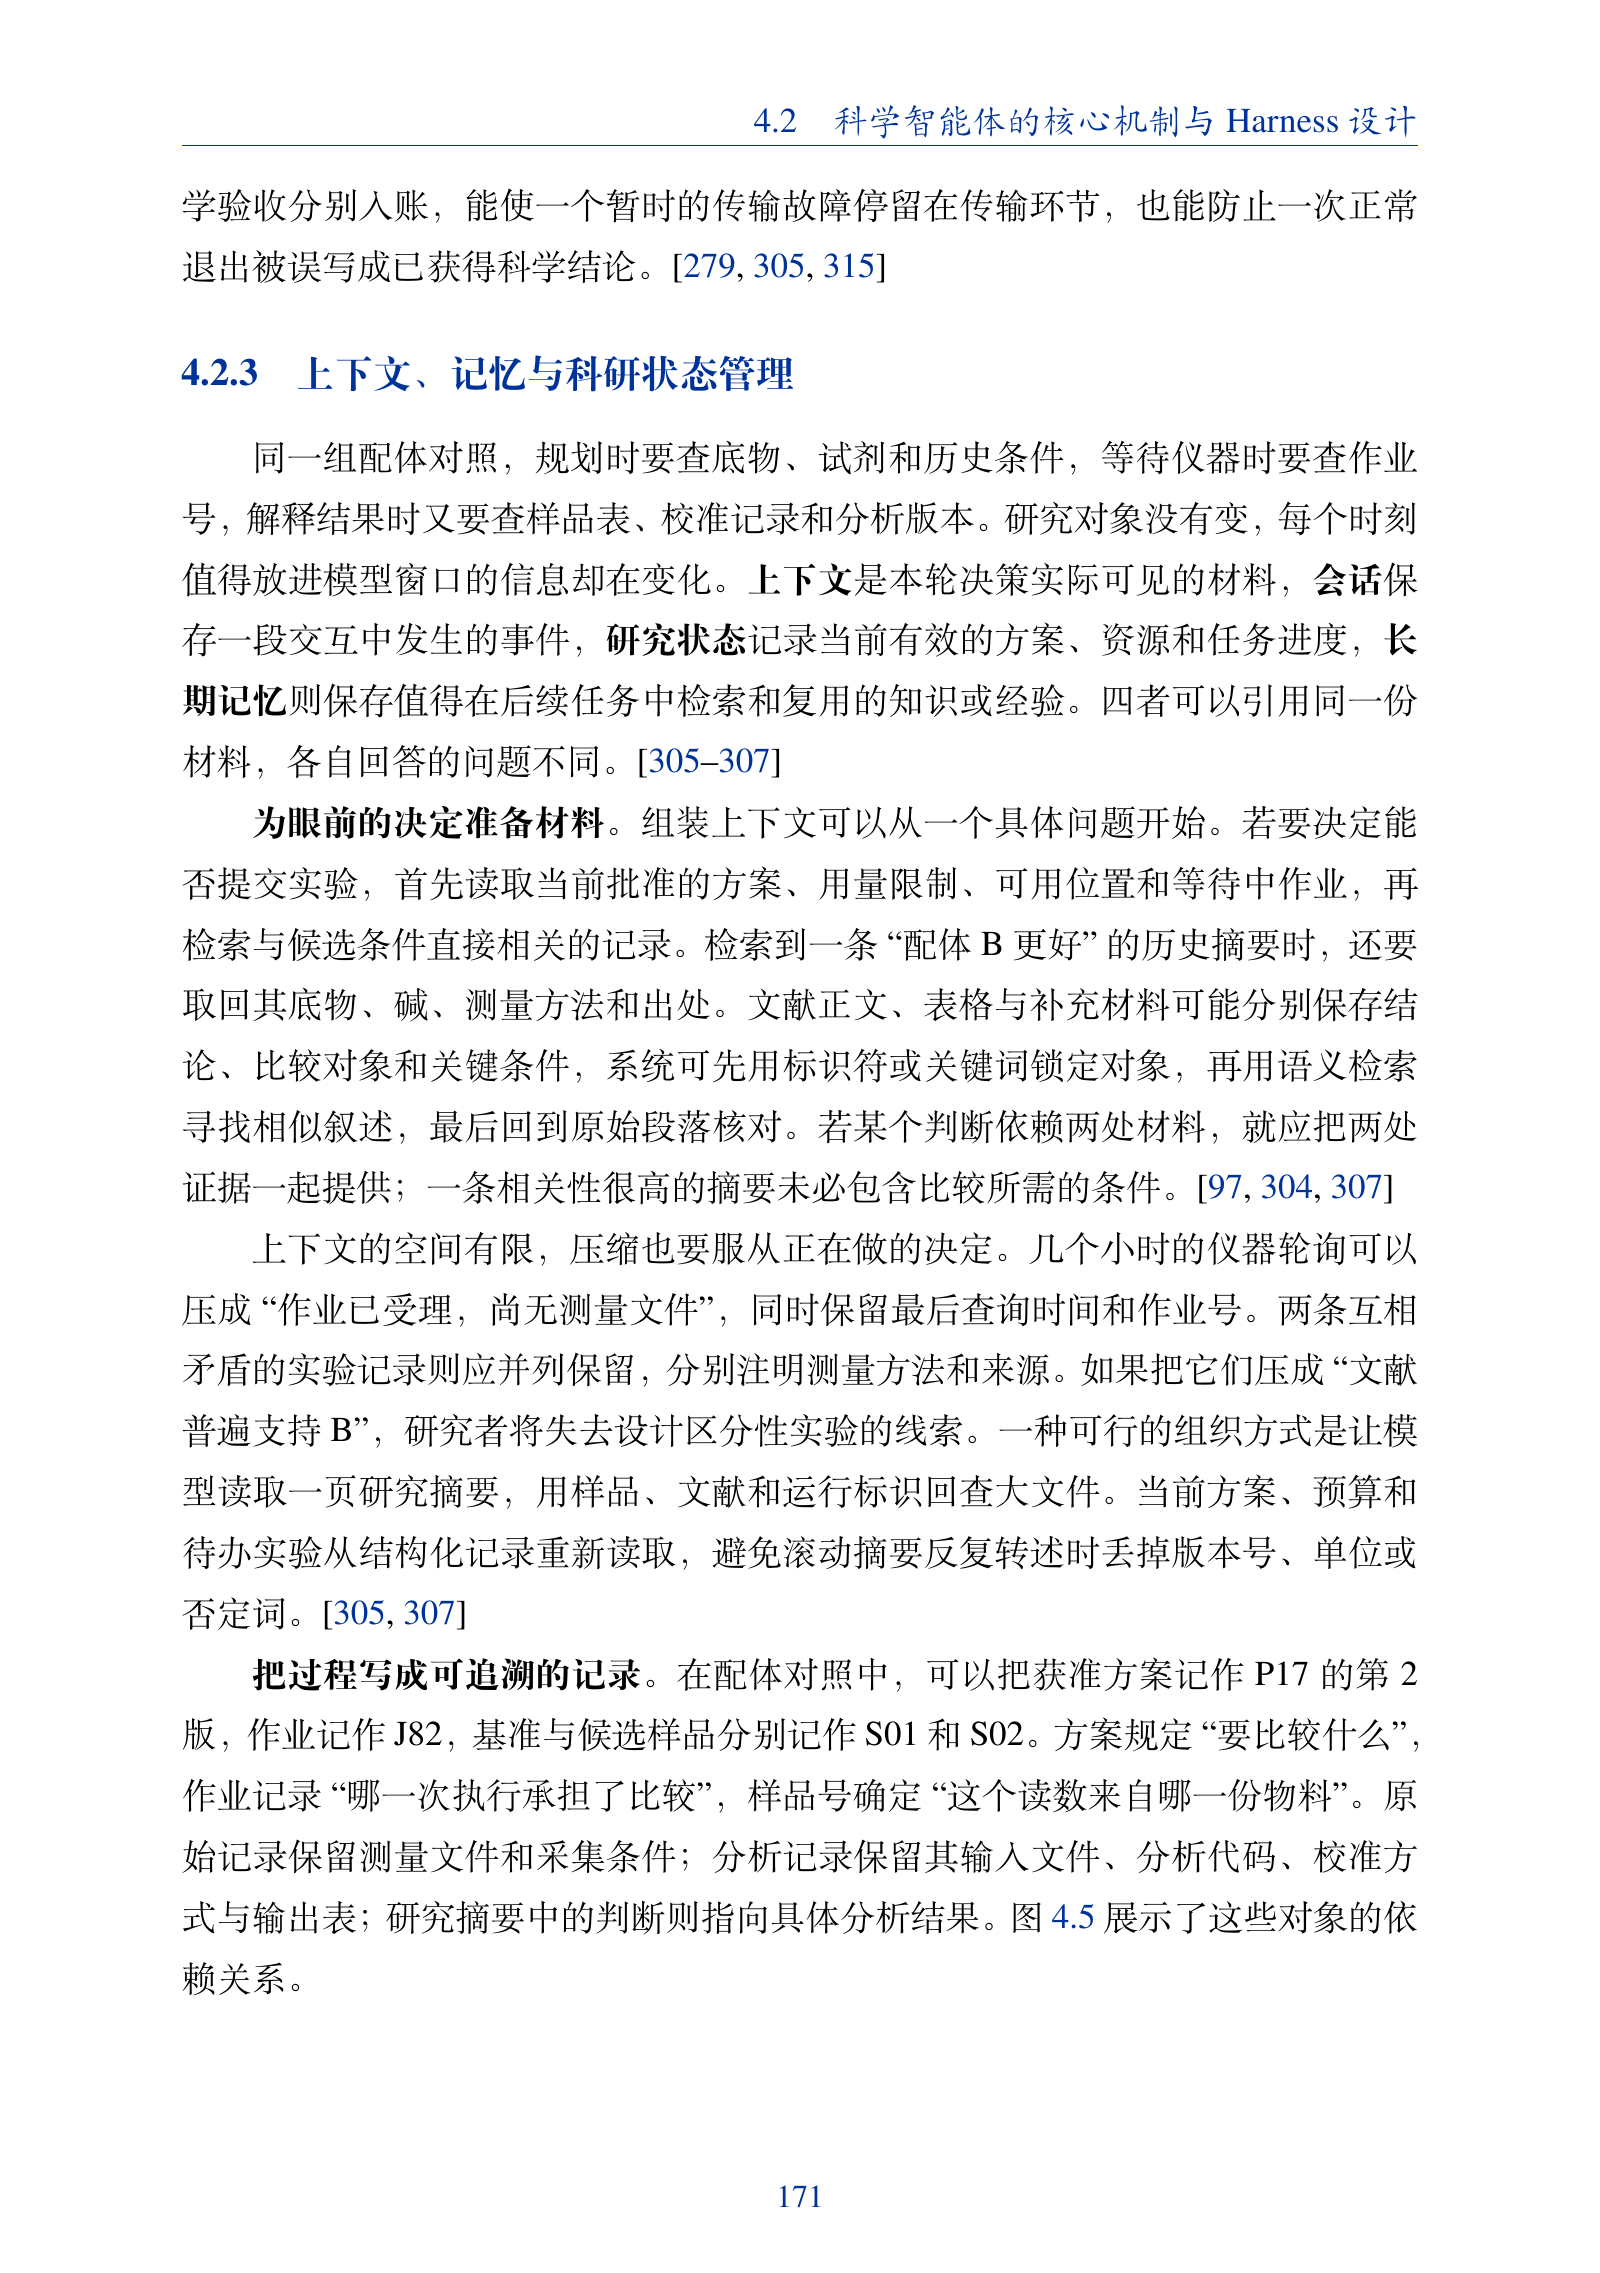 4.2 科学智能体的核心机制与 Harness 设计
学验收分别入账，能使一个暂时的传输故障停留在传输环节，也能防止一次正常
退出被误写成已获得科学结论。[279, 305, 315]
4.2.3 上下文、记忆与科研状态管理
同一组配体对照，规划时要查底物、试剂和历史条件，等待仪器时要查作业
号，解释结果时又要查样品表、校准记录和分析版本。研究对象没有变，每个时刻
值得放进模型窗口的信息却在变化。上下文是本轮决策实际可见的材料，会话保
存一段交互中发生的事件，研究状态记录当前有效的方案、资源和任务进度，长
期记忆则保存值得在后续任务中检索和复用的知识或经验。四者可以引用同一份
材料，各自回答的问题不同。[305–307]
为眼前的决定准备材料。组装上下文可以从一个具体问题开始。若要决定能
否提交实验，首先读取当前批准的方案、用量限制、可用位置和等待中作业，再
检索与候选条件直接相关的记录。检索到一条“配体 B 更好”的历史摘要时，还要
取回其底物、碱、测量方法和出处。文献正文、表格与补充材料可能分别保存结
论、比较对象和关键条件，系统可先用标识符或关键词锁定对象，再用语义检索
寻找相似叙述，最后回到原始段落核对。若某个判断依赖两处材料，就应把两处
证据一起提供；一条相关性很高的摘要未必包含比较所需的条件。[97, 304, 307]
上下文的空间有限，压缩也要服从正在做的决定。几个小时的仪器轮询可以
压成“作业已受理，尚无测量文件”，同时保留最后查询时间和作业号。两条互相
矛盾的实验记录则应并列保留，分别注明测量方法和来源。如果把它们压成“文献
普遍支持 B”，研究者将失去设计区分性实验的线索。一种可行的组织方式是让模
型读取一页研究摘要，用样品、文献和运行标识回查大文件。当前方案、预算和
待办实验从结构化记录重新读取，避免滚动摘要反复转述时丢掉版本号、单位或
否定词。[305, 307]
把过程写成可追溯的记录。在配体对照中，可以把获准方案记作 P17 的第 2
版，作业记作 J82，基准与候选样品分别记作 S01 和 S02。方案规定“要比较什么”，
作业记录“哪一次执行承担了比较”，样品号确定“这个读数来自哪一份物料”。原
始记录保留测量文件和采集条件；分析记录保留其输入文件、分析代码、校准方
式与输出表；研究摘要中的判断则指向具体分析结果。图 4.5 展示了这些对象的依
赖关系。
171